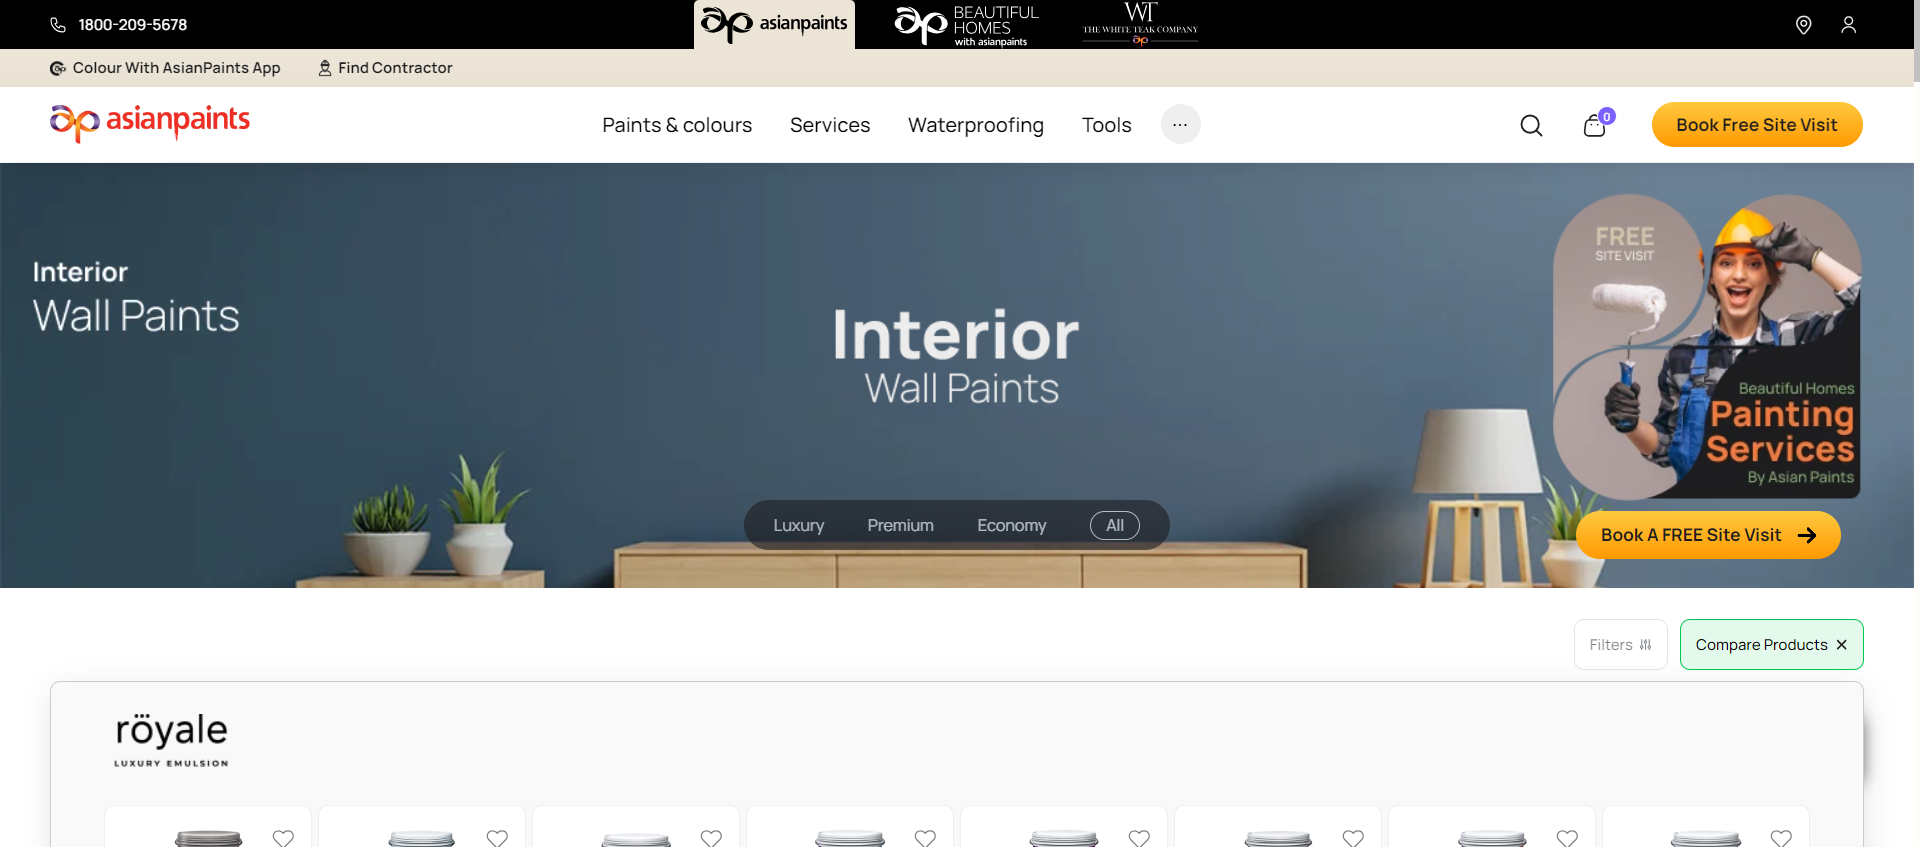 1800-209-5678
asianpaints
BEAUTIFUL
HOMES
with asianpaints
WT
THE WHITE TEAK COMPANY
Colour With AsianPaints App
Find Contractor
asianpaints
Paints & colours
Services
Waterproofing
Tools
...
0
Book Free Site Visit
Interior
Wall Paints
Interior
Wall Paints
FREE
SITE VISIT
Beautiful Homes
Painting
Services
By Asian Paints
Luxury
Premium
Economy
All
Book A FREE Site Visit
Filters
Compare Products
röyale
LUXURY EMULSION